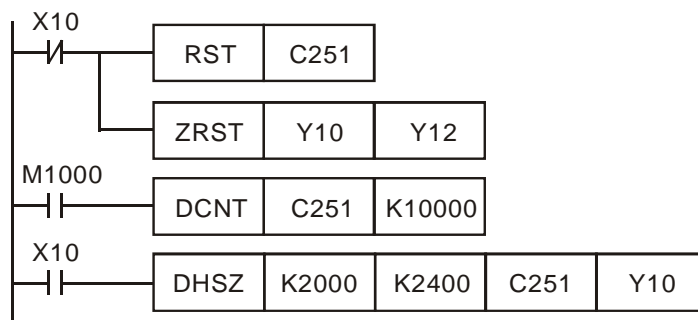 X10
RST C251
ZRST Y10 Y12
M1000
DCNT C251 K10000
X10
DHSZ K2000 K2400 C251 Y10